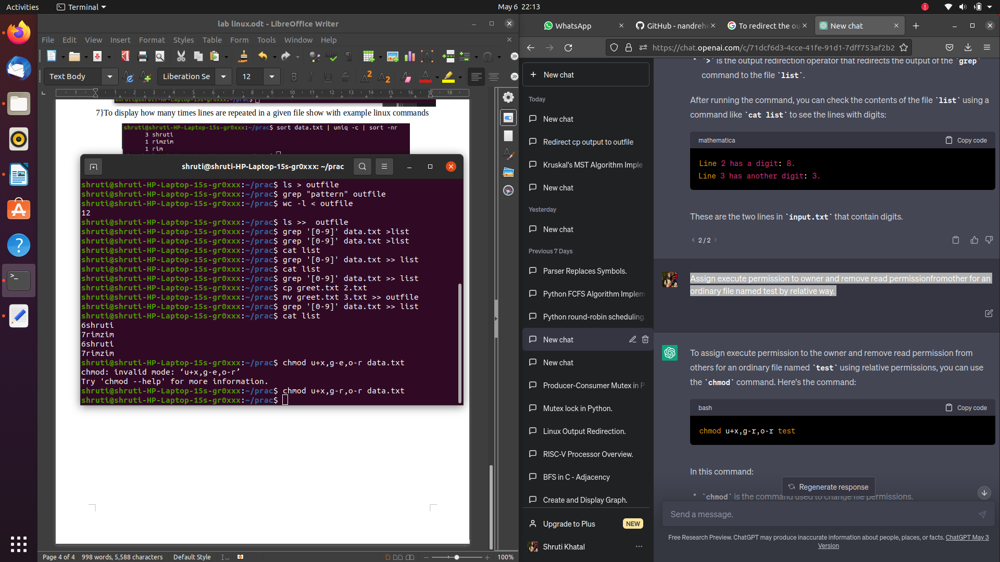 Activities
Terminal
May 6 22:13
lab linux.odt - LibreOffice Writer
File Edit View Insert Format Styles Table Form Tools Window Help
Text Body
Liberation Se
12
7}To display how many times lines are repeated in a given file show with example linux commands
shruti@shruti-HP-Laptop-15s-gr0xxx:~/prac$ sort data.txt | uniq -c | sort -nr
3 shruti
1 rimzim
1 rim
shruti@shruti-HP-Laptop-15s-gr0xxx: ~/prac
shruti@shruti-HP-Laptop-15s-gr0xxx:~/prac$ ls > outfile
shruti@shruti-HP-Laptop-15s-gr0xxx:~/prac$ grep "pattern" outfile
shruti@shruti-HP-Laptop-15s-gr0xxx:~/prac$ wc -l < outfile
12
shruti@shruti-HP-Laptop-15s-gr0xxx:~/prac$ ls >>  outfile
shruti@shruti-HP-Laptop-15s-gr0xxx:~/prac$ grep '[0-9]' data.txt >list
shruti@shruti-HP-Laptop-15s-gr0xxx:~/prac$ grep '[0-9]' data.txt >list
shruti@shruti-HP-Laptop-15s-gr0xxx:~/prac$ cat list
shruti@shruti-HP-Laptop-15s-gr0xxx:~/prac$ grep '[0-9]' data.txt >> list
shruti@shruti-HP-Laptop-15s-gr0xxx:~/prac$ cat list
shruti@shruti-HP-Laptop-15s-gr0xxx:~/prac$ grep '[0-9]' data.txt >> list
shruti@shruti-HP-Laptop-15s-gr0xxx:~/prac$ cp greet.txt 2.txt
shruti@shruti-HP-Laptop-15s-gr0xxx:~/prac$ mv greet.txt 3.txt >> outfile
shruti@shruti-HP-Laptop-15s-gr0xxx:~/prac$ grep '[0-9]' data.txt >> list
shruti@shruti-HP-Laptop-15s-gr0xxx:~/prac$ cat list
6shruti
7rimzim
6shruti
7rimzim
shruti@shruti-HP-Laptop-15s-gr0xxx:~/prac$ chmod u+x,g-e,o-r data.txt
chmod: invalid mode: ‘u+x,g-e,o-r’
Try 'chmod --help' for more information.
shruti@shruti-HP-Laptop-15s-gr0xxx:~/prac$ chmod u+x,g-r,o-r data.txt
shruti@shruti-HP-Laptop-15s-gr0xxx:~/prac$
Page 4 of 4 998 words, 5,588 characters Default Style 100%
WhatsApp
GitHub - nandrehe
To redirect the ou
New chat
https://chat.openai.com/c/71dcf6d3-4cce-41fe-91d1-7dff753af2b2
New chat
Today
New chat
Redirect cp output to outfile
Kruskal's MST Algorithm Imple
New chat
Yesterday
New chat
Previous 7 Days
Parser Replaces Symbols.
Python FCFS Algorithm Implem
Python round-robin scheduling.
New chat
New chat
Producer-Consumer Mutex in P
Mutex lock in Python.
Linux Output Redirection.
RISC-V Processor Overview.
BFS in C - Adjacency
Create and Display Graph.
Upgrade to Plus NEW
Shruti Khatal
`>` is the output redirection operator that redirects the output of the `grep`
command to the file `list`.
After running the command, you can check the contents of the file `list` using a
command like `cat list` to see the lines with digits:
mathematica Copy code
Line 2 has a digit: 8.
Line 3 has another digit: 3.
These are the two lines in `input.txt` that contain digits.
2 / 2
Assign execute permission to owner and remove read permissionfromother for an
ordinary file named test by relative way.
To assign execute permission to the owner and remove read permission from
others for an ordinary file named `test` using relative permissions, you can use
the `chmod` command. Here's the command:
bash Copy code
chmod u+x,g-r,o-r test
In this command:
Regenerate response
`chmod` is the command used to change file permissions.
Send a message.
Free Research Preview. ChatGPT may produce inaccurate information about people, places, or facts. ChatGPT May 3
Version